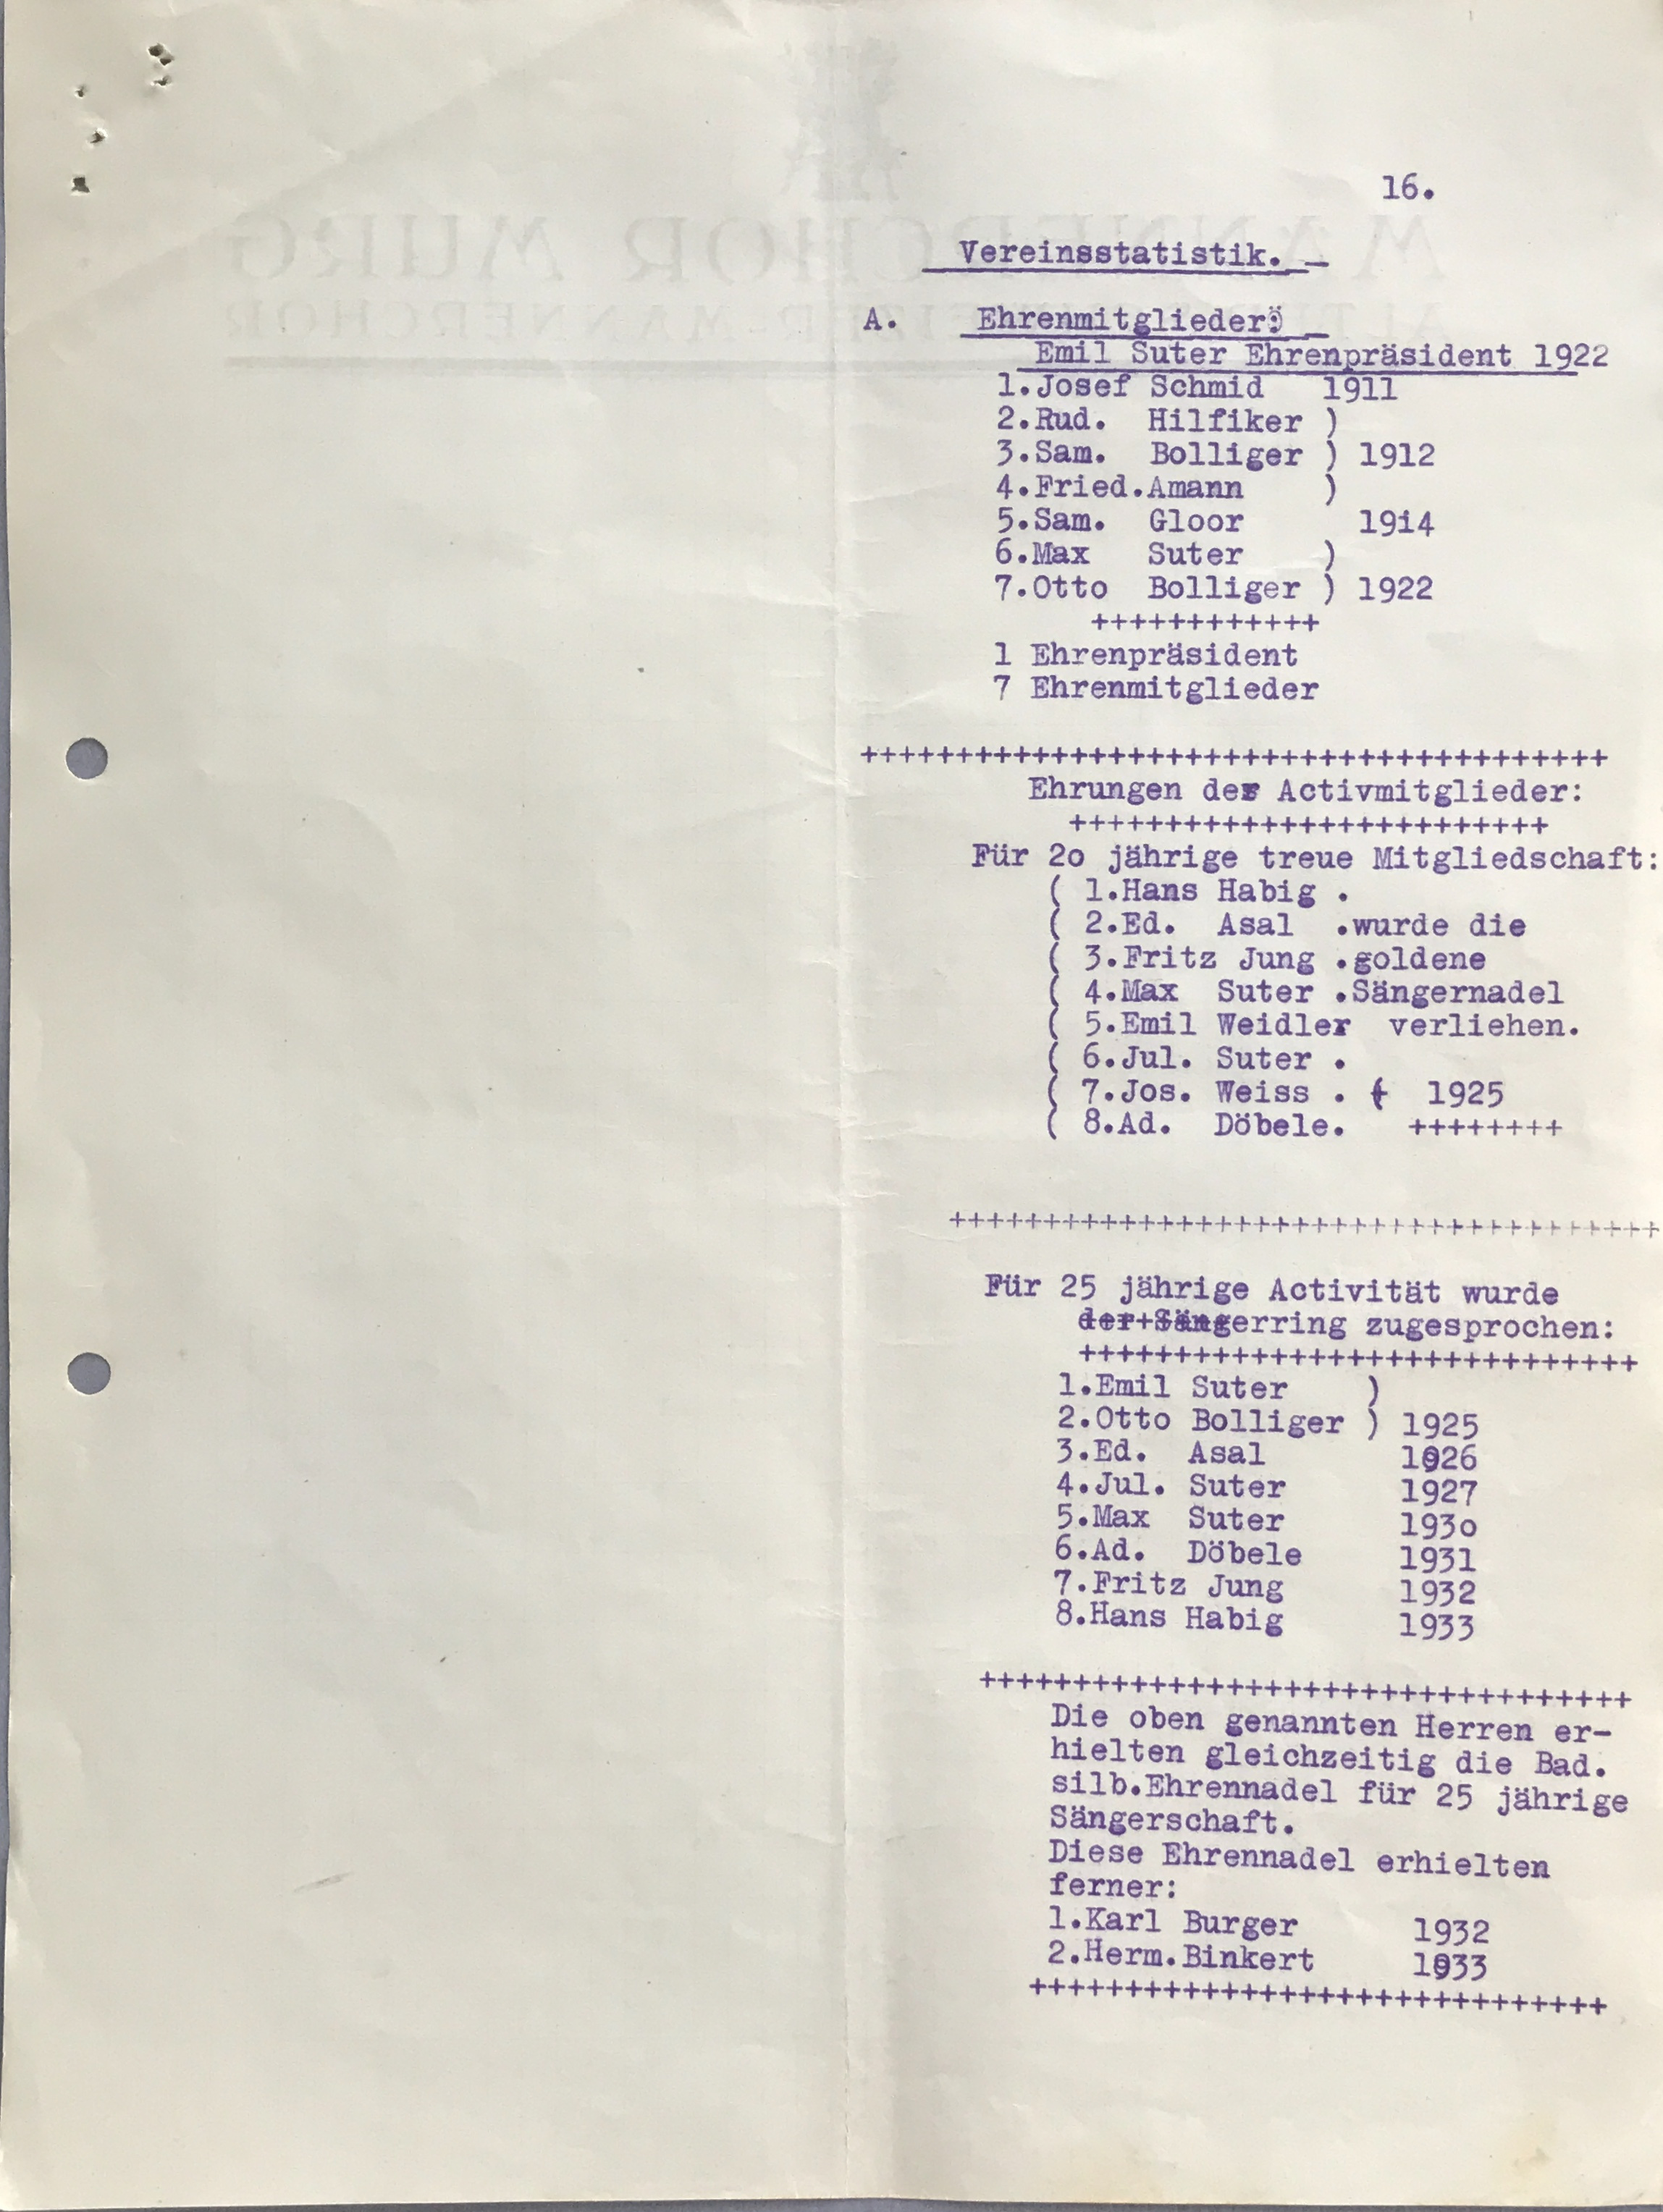 16.
Vereinsstatistik.
A. Ehrenmitglieder:
Emil Suter Ehrenpräsident 1922
1.Josef Schmid 1911
2.Rud. Hilfiker )
3.Sam. Bolliger ) 1912
4.Fried.Amann )
5.Sam. Gloor 19i4
6.Max Suter )
7.Otto Bolliger ) 1922
++++++++++++
1 Ehrenpräsident
7 Ehrenmitglieder
+++++++++++++++++++++++++++++++++++++++
Ehrungen der Activmitglieder:
+++++++++++++++++++++++++
Für 2o jährige treue Mitgliedschaft:
( 1.Hans Habig .
( 2.Ed. Asal .wurde die
( 3.Fritz Jung .goldene
( 4.Max Suter .Sängernadel
( 5.Emil Weidler verliehen.
( 6.Jul. Suter .
( 7.Jos. Weiss . ( 1925
( 8.Ad. Döbele. ++++++++
++++++++++++++++++++++++++++++++++++++
Für 25 jährige Activität wurde
der+Sängerring zugesprochen:
++++++++++++++++++++++++++++++
1.Emil Suter )
2.Otto Bolliger ) 1925
3.Ed. Asal 1926
4.Jul. Suter 1927
5.Max Suter 193o
6.Ad. Döbele 1931
7.Fritz Jung 1932
8.Hans Habig 1933
+++++++++++++++++++++++++++++++++++
Die oben genannten Herren er-
hielten gleichzeitig die Bad.
silb.Ehrennadel für 25 jährige
Sängerschaft.
Diese Ehrennadel erhielten
ferner:
1.Karl Burger 1932
2.Herm.Binkert 1933
+++++++++++++++++++++++++++++++
MÄNNERCHOR MURG